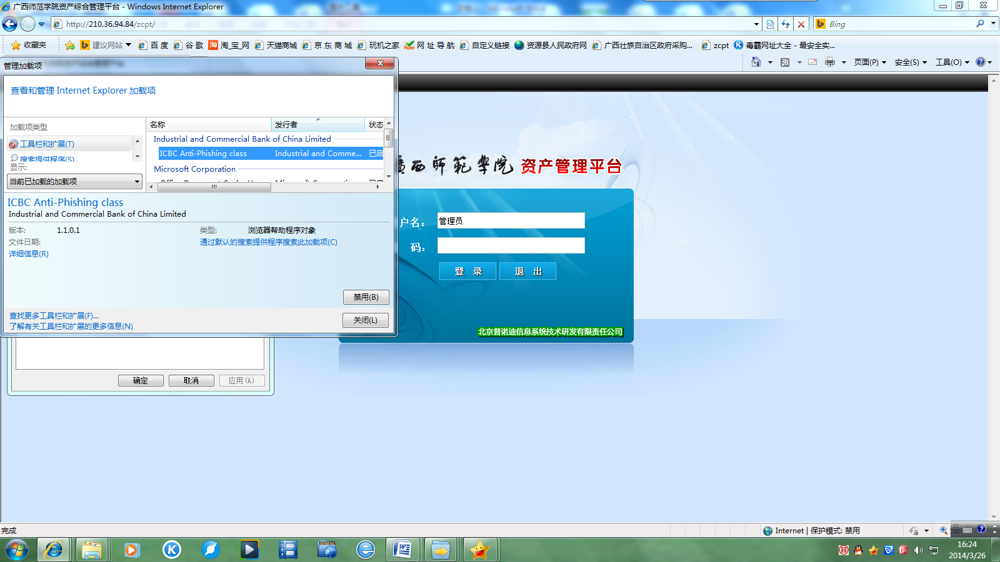 广西师范学院资产综合管理平台 - Windows Internet Explorer
http://210.36.94.84/zcpt/
Bing
收藏夹 建议网站 百 度 谷 歌 淘_宝_网 天猫商城 京 东 商 城 玩机之家 网 址 导 航 自定义链接 资源县人民政府网 广西壮族自治区政府采购... zcpt 毒霸网址大全 - 最安全实...
页面(P) 安全(S) 工具(O)
管理加载项
查看和管理 Internet Explorer 加载项
加载项类型
工具栏和扩展(T)
搜索提供程序(S)
显示:
当前已加载的加载项
名称 发行者 状态
Industrial and Commercial Bank of China Limited
ICBC Anti-Phishing class Industrial and Comme... 已启
Microsoft Corporation
ICBC Anti-Phishing class
Industrial and Commercial Bank of China Limited
版本: 1.1.0.1 类型: 浏览器帮助程序对象
文件日期: 通过默认的搜索提供程序搜索此加载项(C)
详细信息(R)
禁用(B)
查找更多工具栏和扩展(F)...
了解有关工具栏和扩展的更多信息(N)
关闭(L)
廣西师範学院 资产管理平台
户名：管理员
码：
登 录 退 出
北京普诺迪信息系统技术研发有限责任公司
确定 取消 应用(A)
完成
Internet | 保护模式: 禁用
16:24
2014/3/26